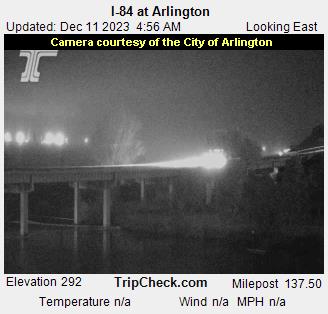 I-84 at Arlington
Updated: Dec 11 2023 4:56 AM Looking East
Camera courtesy of the City of Arlington
Elevation 292 TripCheck.com Milepost 137.50
Temperature n/a Wind n/a MPH n/a